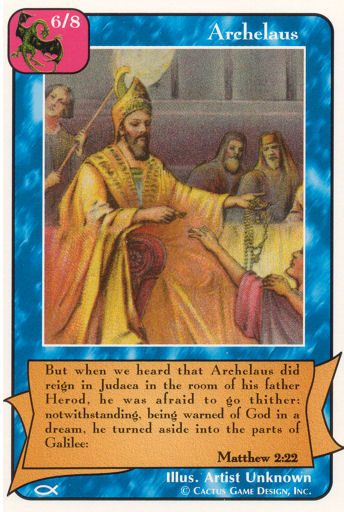 6/8
Archelaus
But when we heard that Archelaus did
reign in Judaea in the room of his father
Herod, he was afraid to go thither:
notwithstanding, being warned of God in a
dream, he turned aside into the parts of
Galilee:
Matthew 2:22
Illus. Artist Unknown
© Cactus Game Design, Inc.